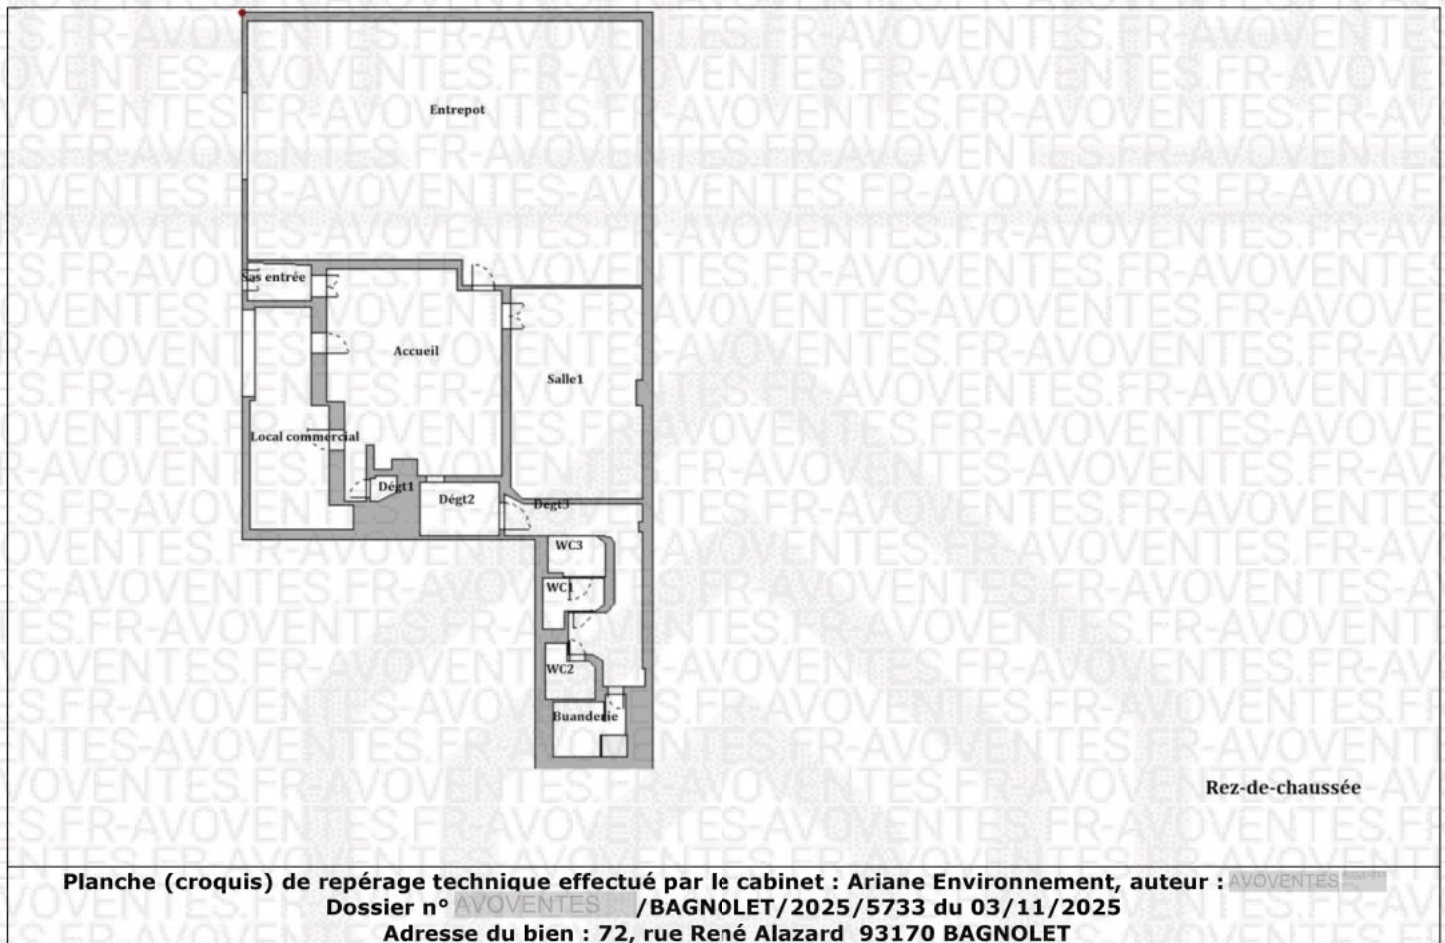 Entrepot
Sas entrée
Accueil
Salle1
Local commercial
Dégt1
Dégt2
Degt3
WC3
WC1
WC2
Buanderie
Rez-de-chaussée
Planche (croquis) de repérage technique effectué par le cabinet : Ariane Environnement, auteur : AVOVENTES
Dossier n° AVOVENTES /BAGNOLET/2025/5733 du 03/11/2025
Adresse du bien : 72, rue René Alazard 93170 BAGNOLET